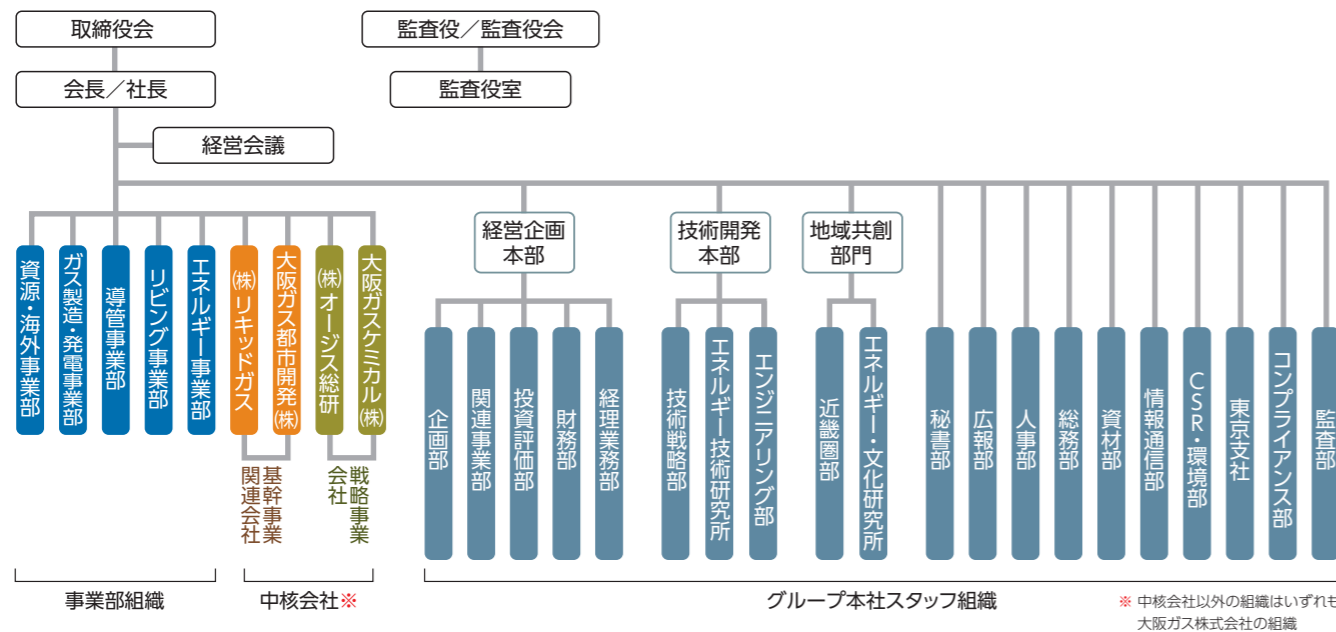 取締役会
監査役／監査役会
会長／社長
監査役室
経営会議
経営企画
本部
技術開発
本部
地域共創
部門
資源・海外事業部
ガス製造・発電事業部
導管事業部
リビング事業部
エネルギー事業部
㈱リキッドガス
大阪ガス都市開発㈱
㈱オージス総研
大阪ガスケミカル㈱
基幹事業
関連会社
戦略事業
会社
企画部
関連事業部
投資評価部
財務部
経理業務部
技術戦略部
エネルギー技術研究所
エンジニアリング部
近畿圏部
エネルギー・文化研究所
秘書部
広報部
人事部
総務部
資材部
情報通信部
CSR・環境部
東京支社
コンプライアンス部
監査部
事業部組織
中核会社※
グループ本社スタッフ組織
※ 中核会社以外の組織はいずれも
大阪ガス株式会社の組織